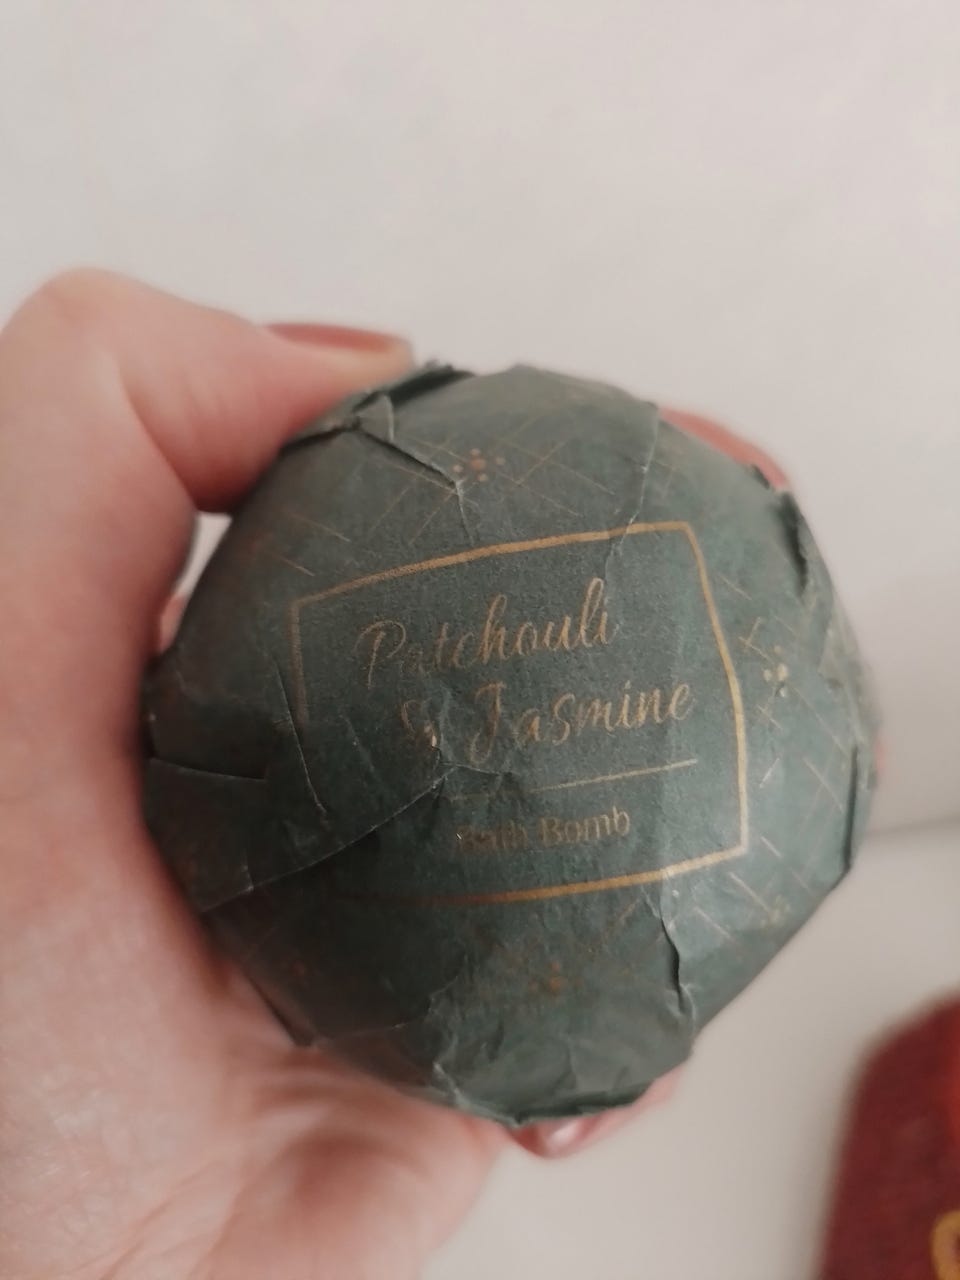 Patchouli
& Jasmine
Bath Bomb